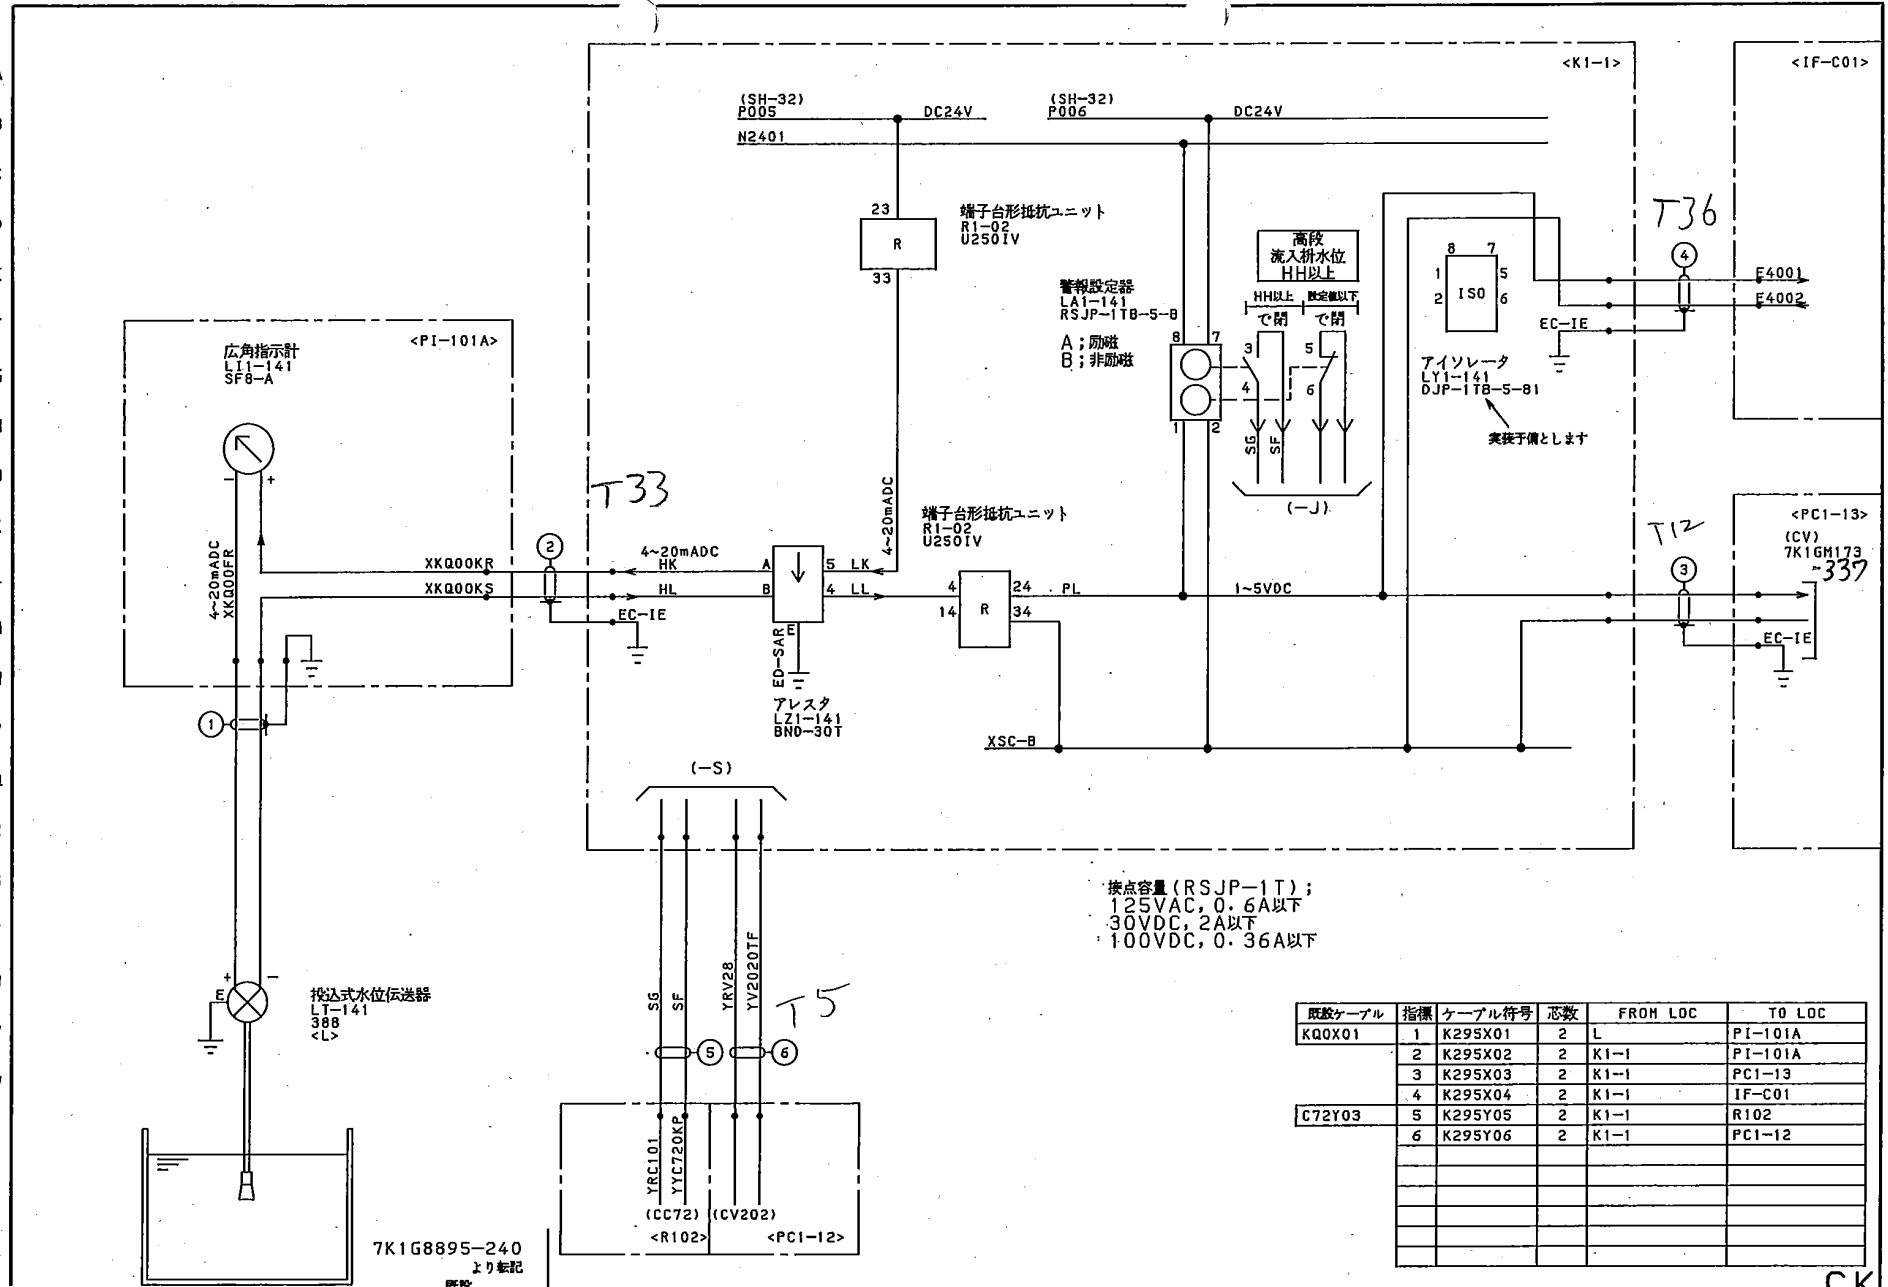 <K1-1>
<IF-C01>
(SH-32)
P005
DC24V
(SH-32)
P006
DC24V
N2401
23
R
33
端子台形抵抗ユニット
R1-02
U250IV
高段
流入枡水位
HH以上
HH以上
設定値以下
で閉
で閉
警報設定器
LA1-141
RSJP-1TB-5-B
A;励磁
B;非励磁
8
7
1
2
3
4
5
6
SG
SF
(-J)
8
7
1
2
ISO
5
6
アイソレータ
LY1-141
DJP-1TB-5-81
実装予備とします
T36
4
E4001
E4002
EC-IE
<PI-101A>
広角指示計
LI1-141
SF8-A
-
+
4~20mADC
XKQ00FR
XKQ00KR
XKQ00KS
T33
2
4~20mADC
HK
HL
EC-IE
A
B
E
5
4
LK
LL
4~20mADC
ED-SAR
アレスタ
LZ1-141
BND-30T
端子台形抵抗ユニット
R1-02
U250IV
4
14
R
24
34
PL
1~5VDC
XSC-B
T12
3
<PC1-13>
(CV)
7K1GM173
-337
EC-IE
1
(-S)
接点容量(RSJP-1T);
125VAC, 0.6A以下
30VDC, 2A以下
100VDC, 0.36A以下
SG
SF
YRV28
YV2020TF
T5
5
6
YRC101
YYC720KP
(CC72)
(CV202)
<R102>
<PC1-12>
+
-
E
投込式水位伝送器
LT-141
388
<L>
既設ケーブル 指標 ケーブル符号 芯数 FROM LOC TO LOC
KQ0X01 1 K295X01 2 L PI-101A
2 K295X02 2 K1-1 PI-101A
3 K295X03 2 K1-1 PC1-13
4 K295X04 2 K1-1 IF-C01
C72Y03 5 K295Y05 2 K1-1 R102
6 K295Y06 2 K1-1 PC1-12
7K1G8895-240
より転記